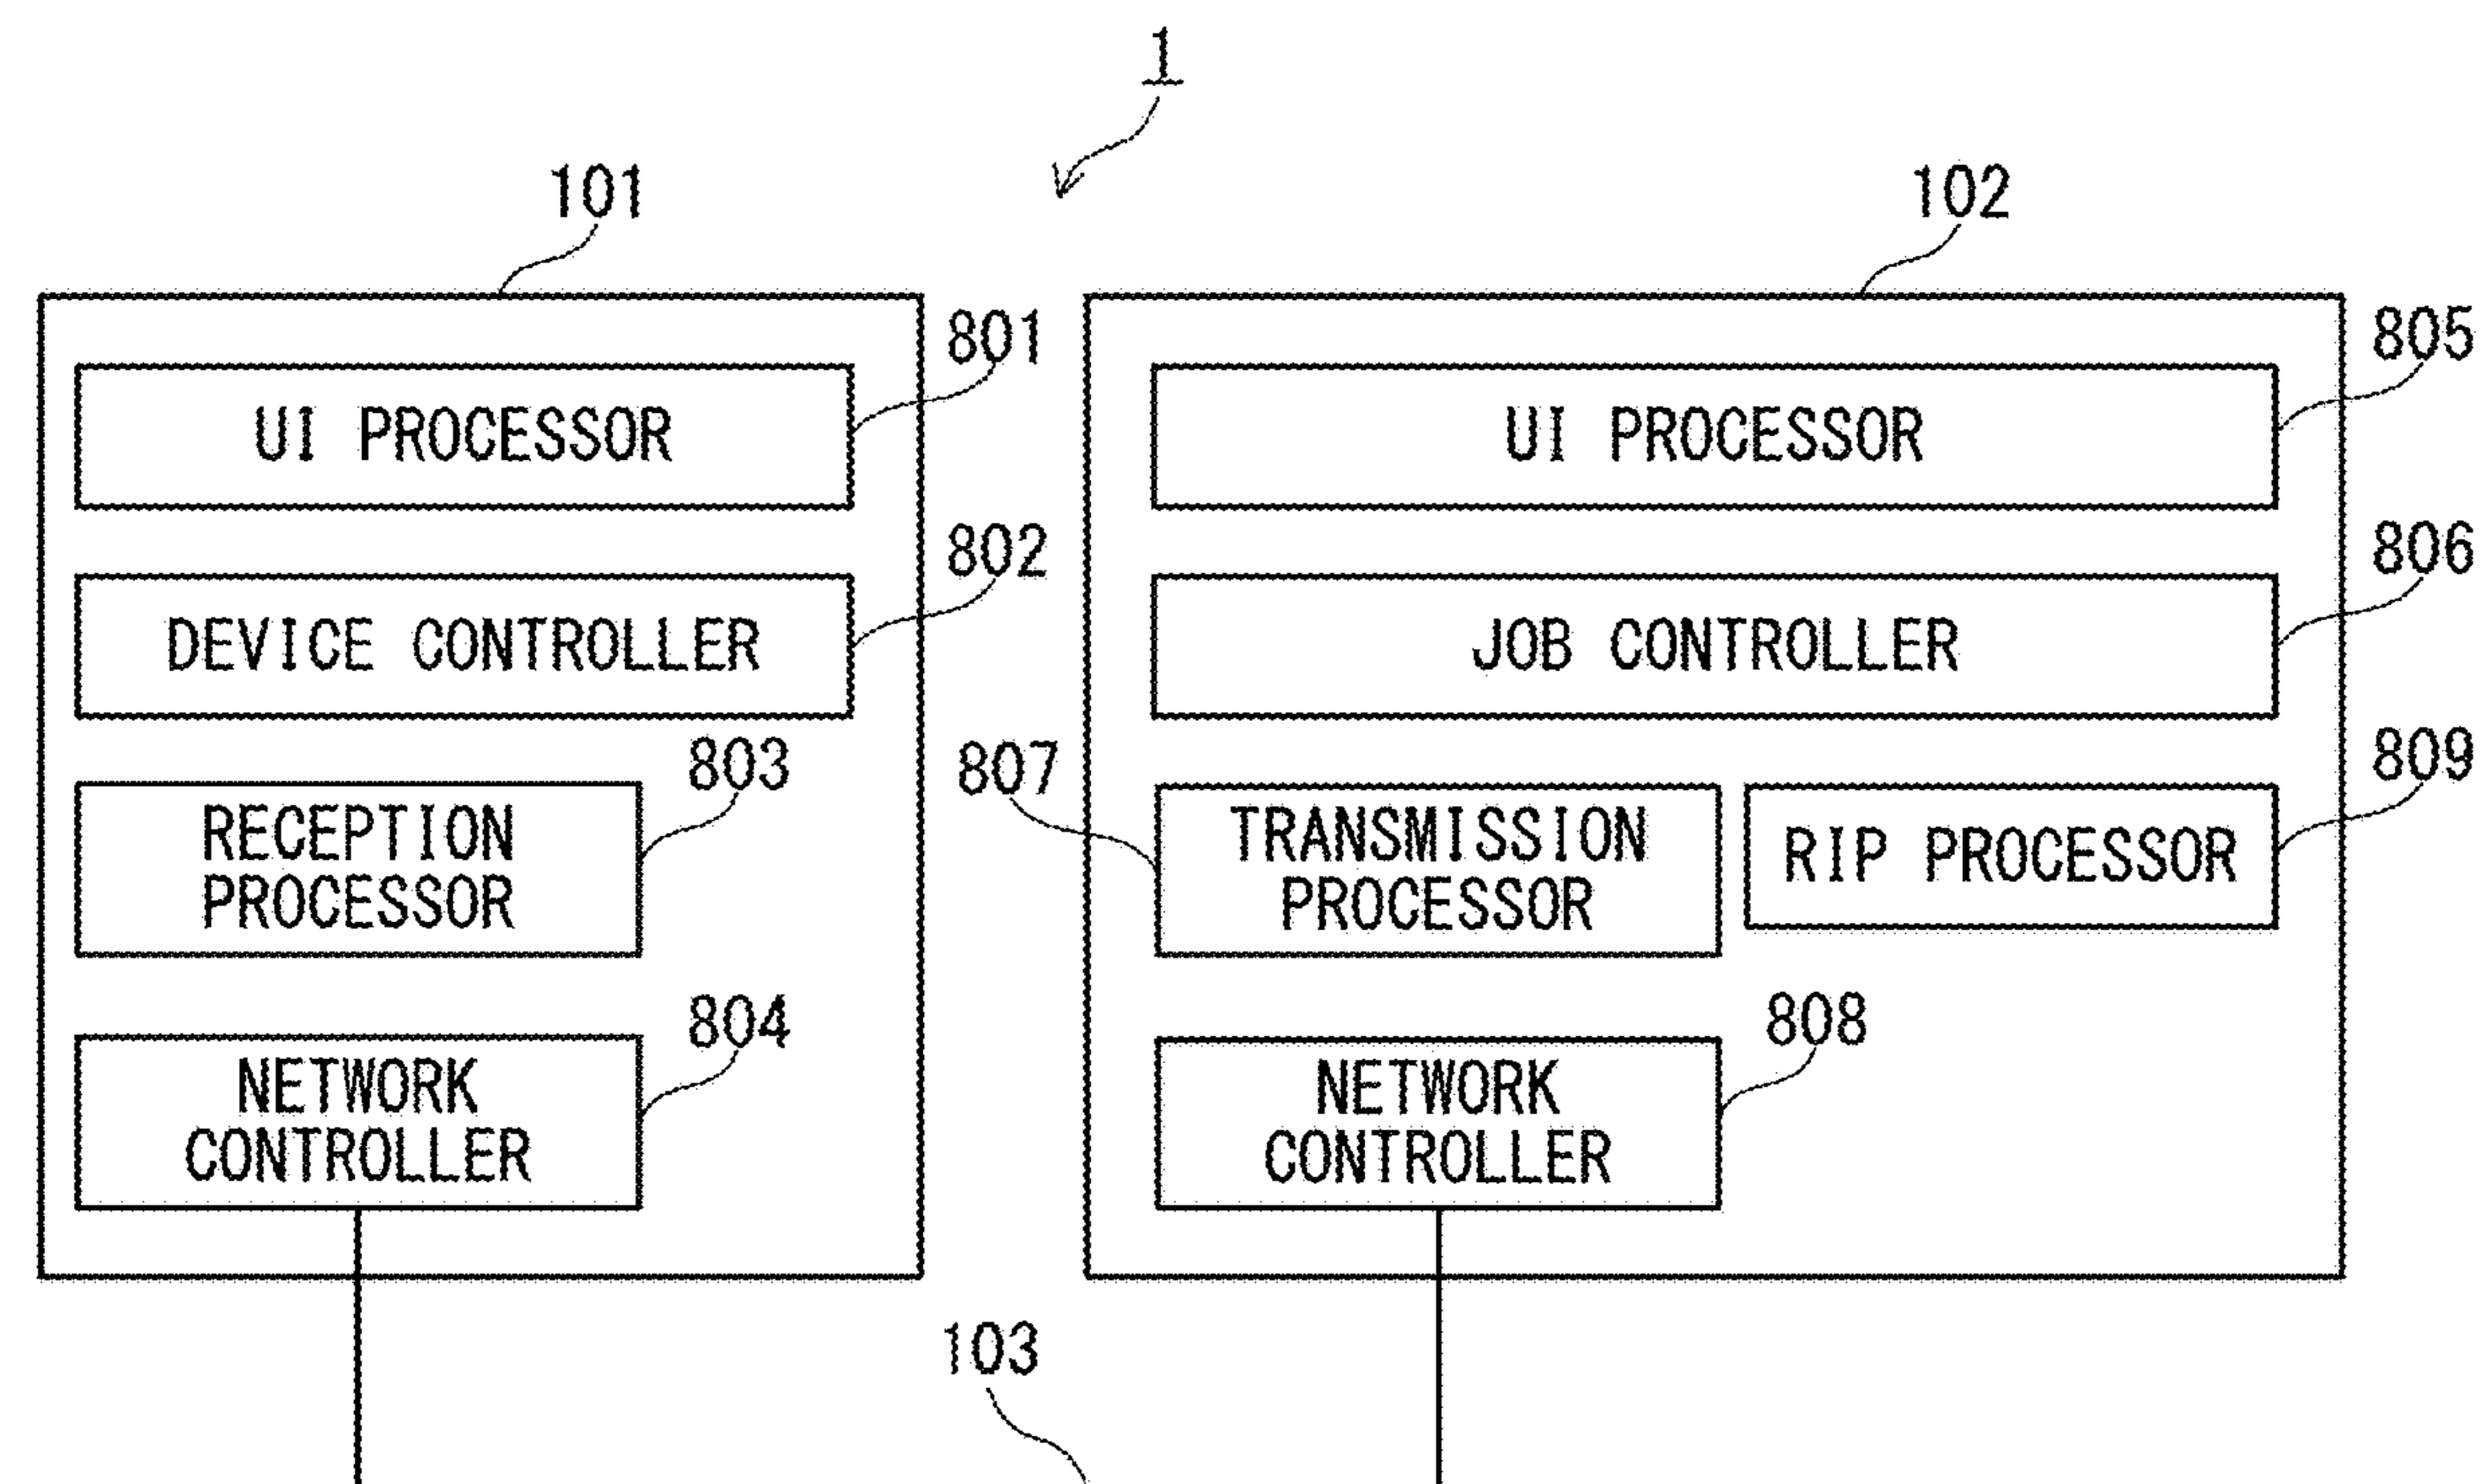 1
101
102
801
UI PROCESSOR
805
UI PROCESSOR
802
DEVICE CONTROLLER
806
JOB CONTROLLER
803
RECEPTION
PROCESSOR
807
TRANSMISSION
PROCESSOR
809
RIP PROCESSOR
804
NETWORK
CONTROLLER
808
NETWORK
CONTROLLER
103